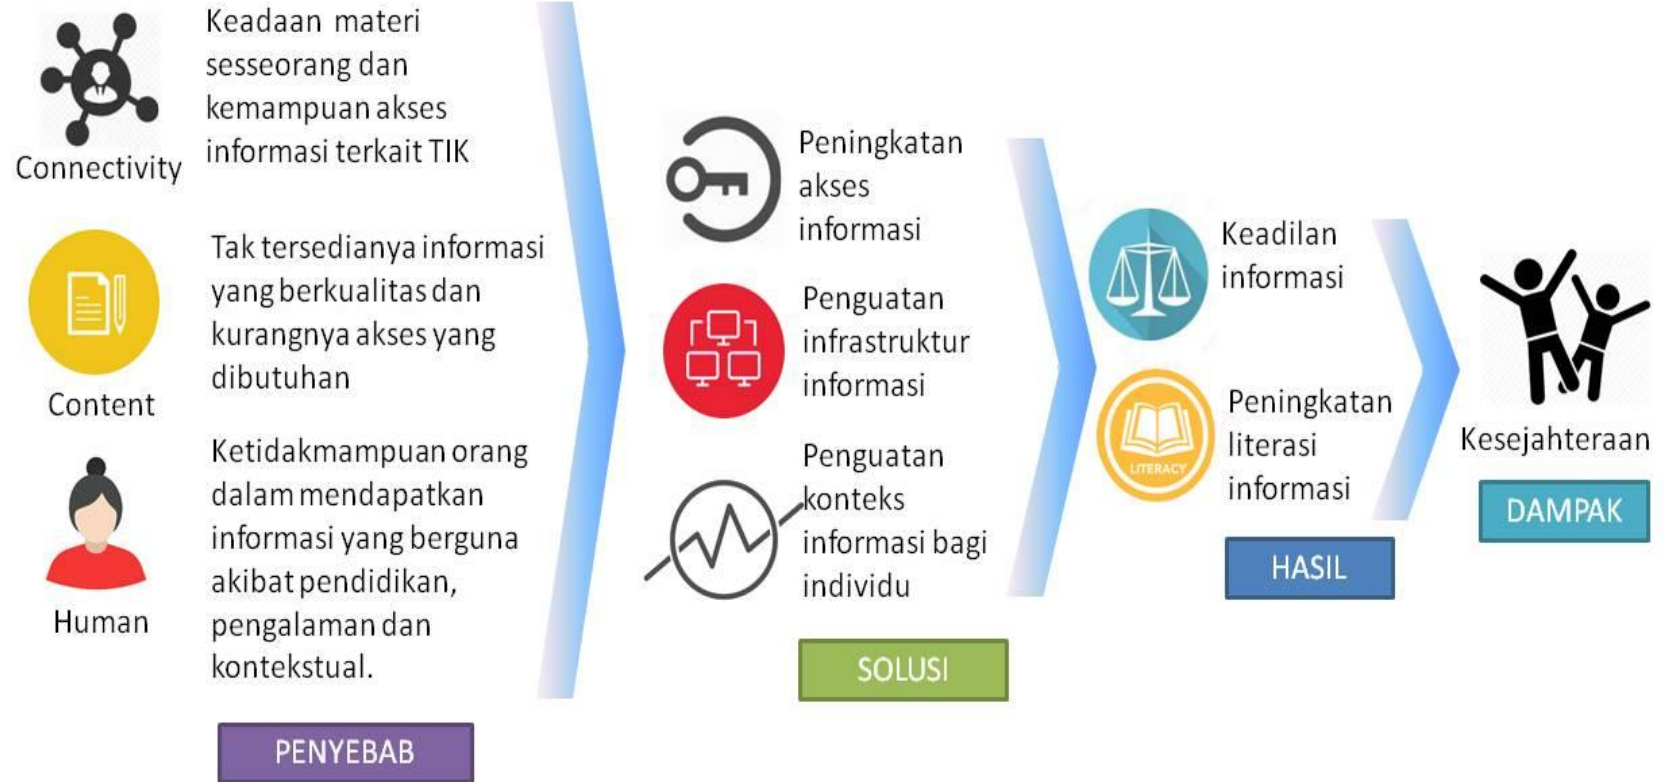 Connectivity
Keadaan materi
sesseorang dan
kemampuan akses
informasi terkait TIK
Content
Tak tersedianya informasi
yang berkualitas dan
kurangnya akses yang
dibutuhan
Human
Ketidakmampuan orang
dalam mendapatkan
informasi yang berguna
akibat pendidikan,
pengalaman dan
kontekstual.
PENYEBAB
Peningkatan
akses
informasi
Penguatan
infrastruktur
informasi
Penguatan
konteks
informasi bagi
individu
SOLUSI
Keadilan
informasi
LITERACY
Peningkatan
literasi
informasi
HASIL
Kesejahteraan
DAMPAK